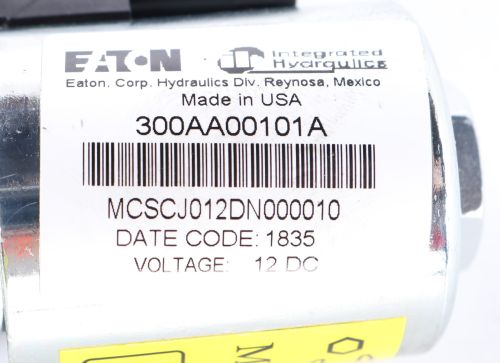 EATON Integrated Hydraulics
Eaton. Corp. Hydraulics Div. Reynosa, Mexico
Made in USA
300AA00101A
MCSCJ012DN000010
DATE CODE: 1835
VOLTAGE: 12 DC